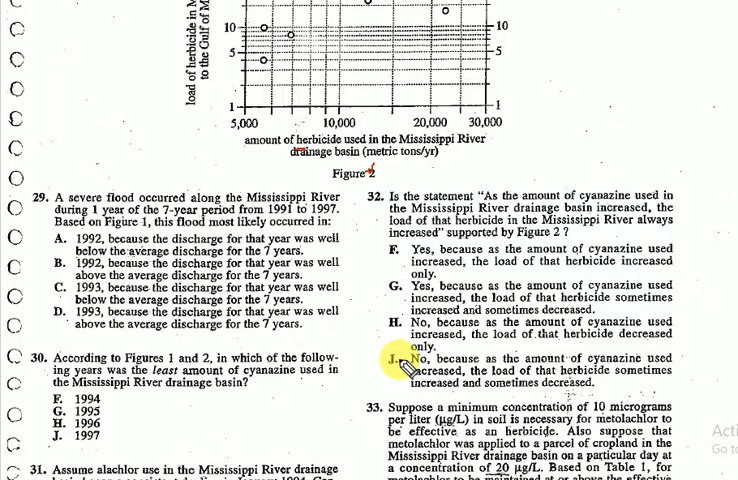 load of herbicide in M
to the Gulf of M
10
5
1
10
5
1
5,000 10,000 20,000 30,000
amount of herbicide used in the Mississippi River
drainage basin (metric tons/yr)
Figure 2
29. A severe flood occurred along the Mississippi River
during 1 year of the 7-year period from 1991 to 1997.
Based on Figure 1, this flood most likely occurred in:
A. 1992, because the discharge for that year was well
below the average discharge for the 7 years.
B. 1992, because the discharge for that year was well
above the average discharge for the 7 years.
C. 1993, because the discharge for that year was well
below the average discharge for the 7 years.
D. 1993, because the discharge for that year was well
above the average discharge for the 7 years.
30. According to Figures 1 and 2, in which of the follow-
ing years was the least amount of cyanazine used in
the Mississippi River drainage basin?
F. 1994
G. 1995
H. 1996
J. 1997
31. Assume alachlor use in the Mississippi River drainage
32. Is the statement "As the amount of cyanazine used in
the Mississippi River drainage basin increased, the
load of that herbicide in the Mississippi River always
increased" supported by Figure 2 ?
F. Yes, because as the amount of cyanazine used
increased, the load of that herbicide increased
only.
G. Yes, because as the amount of cyanazine used
increased, the load of that herbicide sometimes
increased and sometimes decreased.
H. No, because as the amount of cyanazine used
increased, the load of that herbicide decreased
only.
J. No, because as the amount of cyanazine used
increased, the load of that herbicide sometimes
increased and sometimes decreased.
33. Suppose a minimum concentration of 10 micrograms
per liter (µg/L) in soil is necessary for metolachlor to
be effective as an herbicide. Also suppose that
metolachlor was applied to a parcel of cropland in the
Mississippi River drainage basin on a particular day at
a concentration of 20 µg/L. Based on Table 1, for
metolachlor to be maintained at or above the effective
Acti
Go to